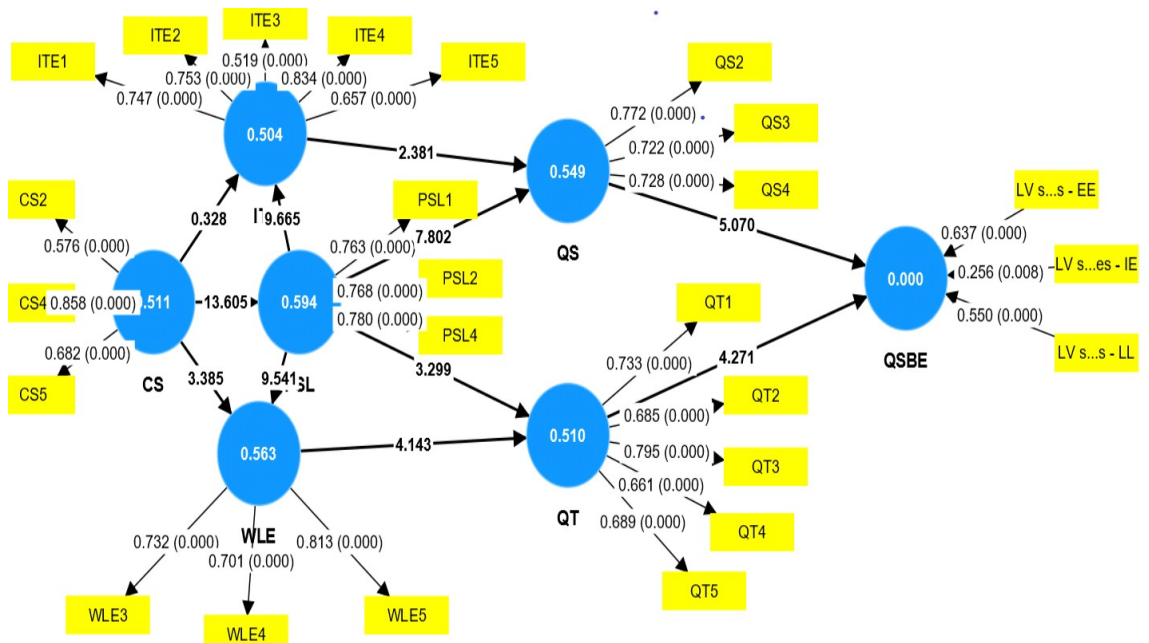 ITE1
ITE2
ITE3
ITE4
ITE5
0.747 (0.000)
0.753 (0.000)
0.519 (0.000)
0.834 (0.000)
0.657 (0.000)
0.504
2.381
QS2
QS3
QS4
0.772 (0.000)
0.722 (0.000)
0.728 (0.000)
0.549
QS
CS2
CS4
CS5
0.576 (0.000)
0.858 (0.000)
0.682 (0.000)
CS
0.328
9.665
13.605
3.385
9.541
0.594
PSL1
PSL2
PSL4
0.763 (0.000)
0.768 (0.000)
0.780 (0.000)
7.802
3.299
5.070
4.271
0.000
QSBE
LV s...s - EE
LV s...es - IE
LV s...s - LL
0.637 (0.000)
0.256 (0.008)
0.550 (0.000)
0.563
WLE
4.143
0.732 (0.000)
0.701 (0.000)
0.813 (0.000)
WLE3
WLE4
WLE5
0.510
QT
QT1
QT2
QT3
QT4
QT5
0.733 (0.000)
0.685 (0.000)
0.795 (0.000)
0.661 (0.000)
0.689 (0.000)